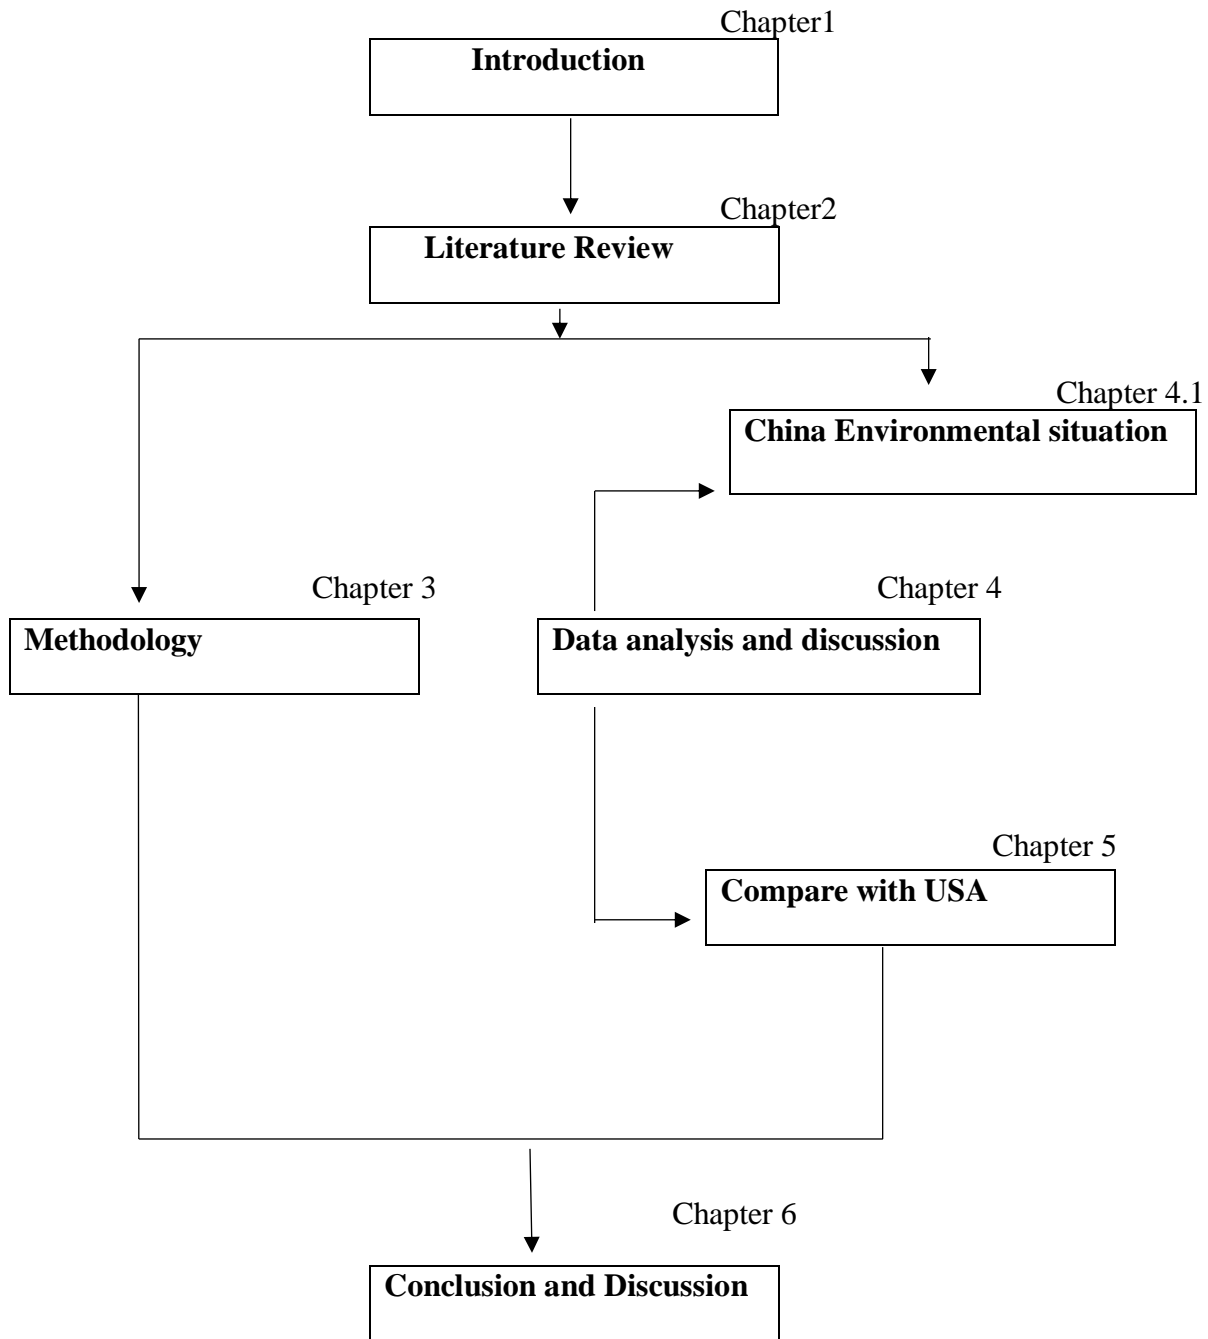 Chapter1
Introduction
Chapter2
Literature Review
Chapter 4.1
China Environmental situation
Chapter 3
Methodology
Chapter 4
Data analysis and discussion
Chapter 5
Compare with USA
Chapter 6
Conclusion and Discussion